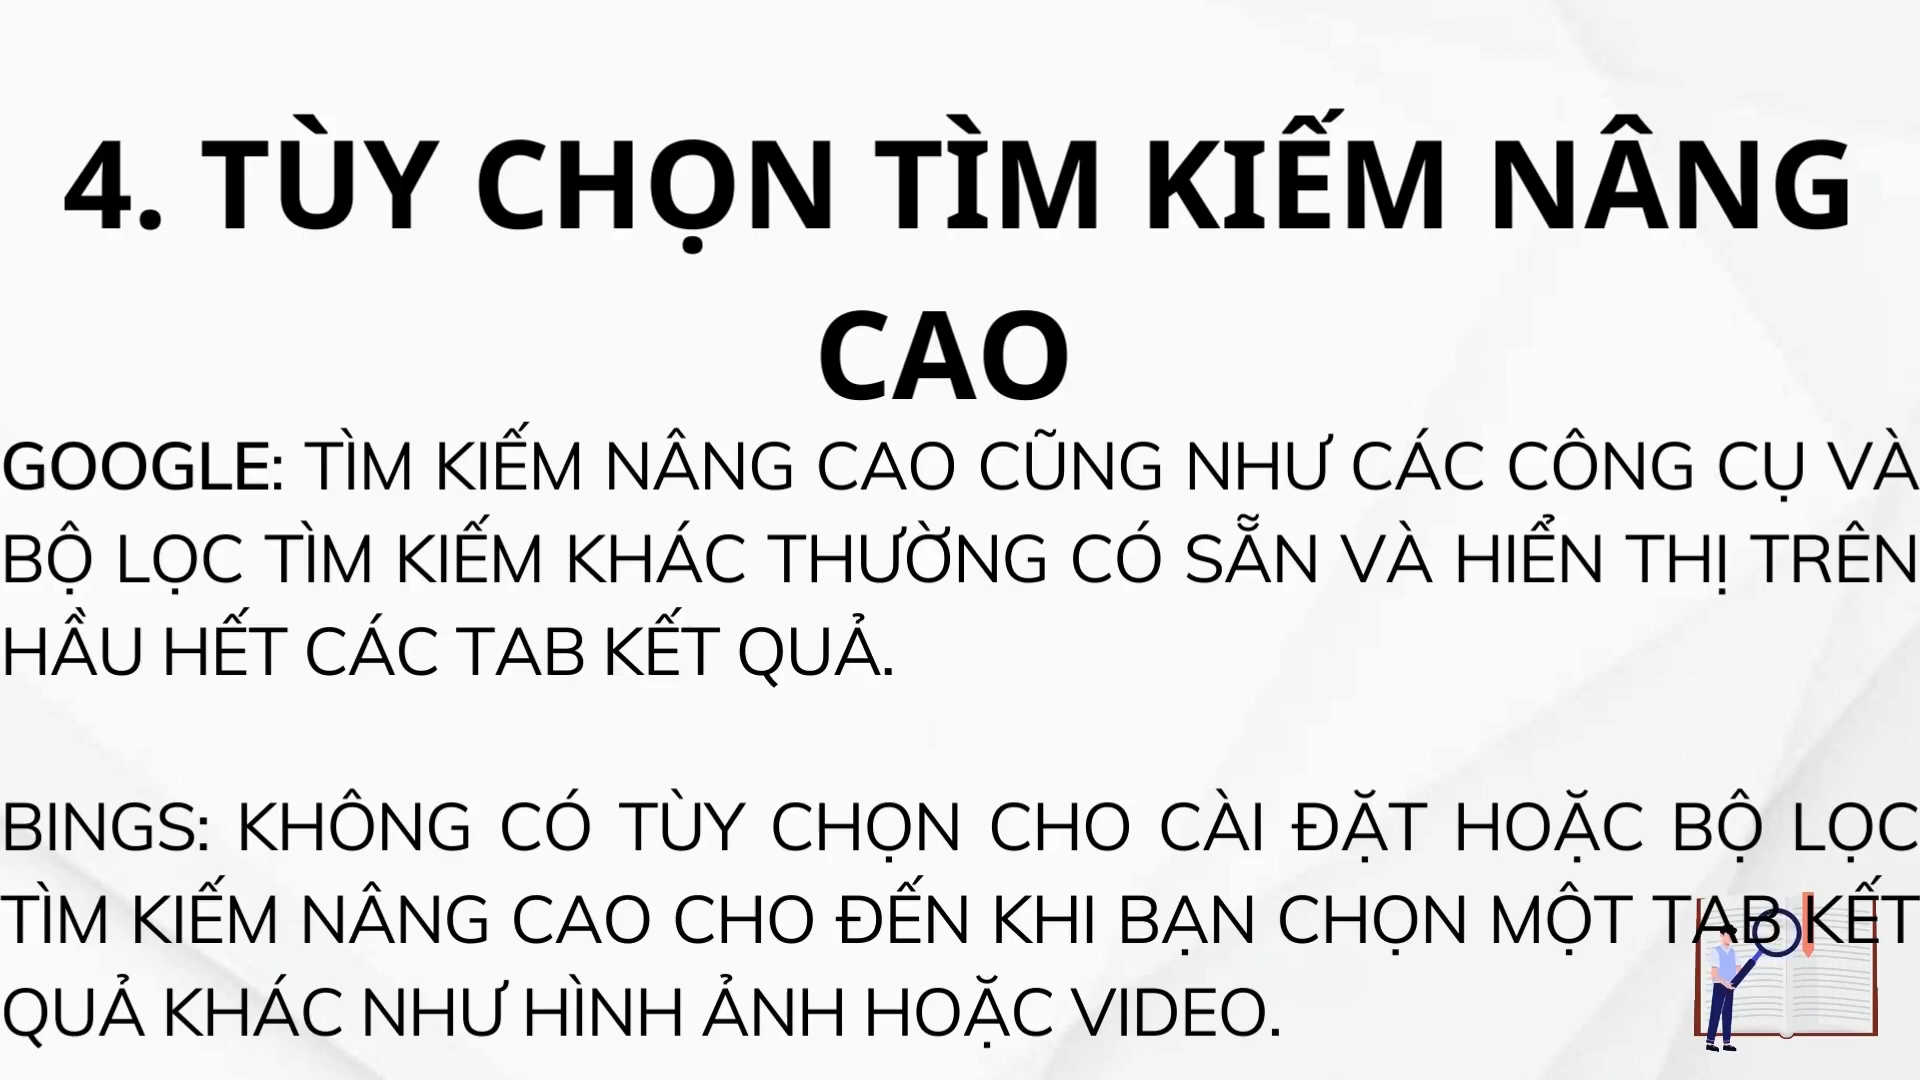 4. TÙY CHỌN TÌM KIẾM NÂNG
CAO
GOOGLE: TÌM KIẾM NÂNG CAO CŨNG NHƯ CÁC CÔNG CỤ VÀ
BỘ LỌC TÌM KIẾM KHÁC THƯỜNG CÓ SẴN VÀ HIỂN THỊ TRÊN
HẦU HẾT CÁC TAB KẾT QUẢ.
BINGS: KHÔNG CÓ TÙY CHỌN CHO CÀI ĐẶT HOẶC BỘ LỌC
TÌM KIẾM NÂNG CAO CHO ĐẾN KHI BẠN CHỌN MỘT TAB KẾT
QUẢ KHÁC NHƯ HÌNH ẢNH HOẶC VIDEO.